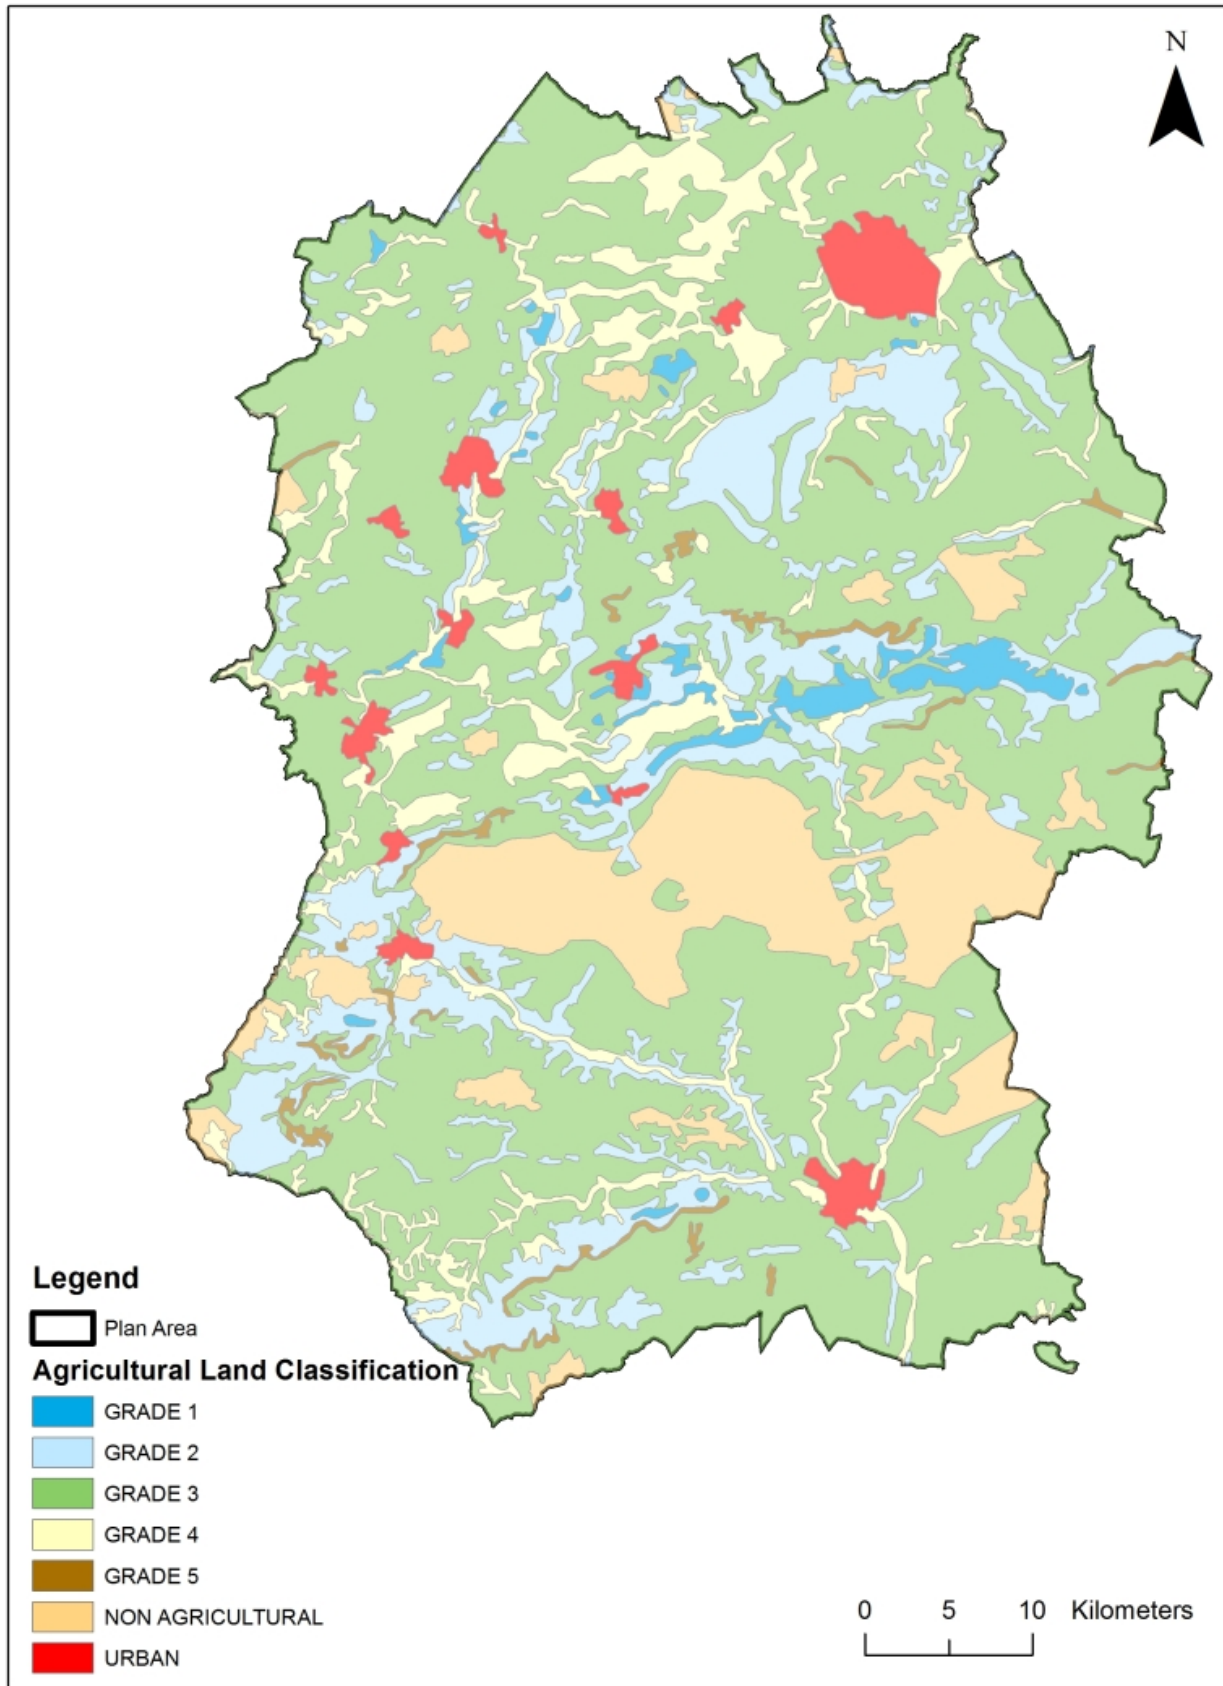 N
Legend
Plan Area
Agricultural Land Classification
GRADE 1
GRADE 2
GRADE 3
GRADE 4
GRADE 5
NON AGRICULTURAL
URBAN
0 5 10 Kilometers